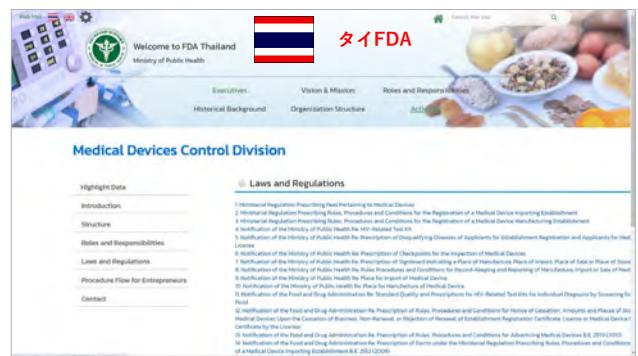 Web Mail
Search this site
Welcome to FDA Thailand
Ministry of Public Health
タイFDA
Executives
Vision & Mission
Roles and Responsibilities
Historical Background
Organization Structure
Medical Devices Control Division
Highlight Data
Introduction
Structure
Roles and Responsibilities
Laws and Regulations
Procedure Flow for Entrepreneurs
Contact
Laws and Regulations
1. Ministerial Regulation Prescribing Fees Pertaining to Medical Devices
2. Ministerial Regulation Prescribing Rules, Procedures and Conditions for the Registration of a Medical Device Importing Establishment
3. Ministerial Regulation Prescribing Rules, Procedures and Conditions for the Registration of a Medical Device Manufacturing Establishment
4. Notification of the Ministry of Public Health Re: HIV-Related Test Kit
5. Notification of the Ministry of Public Health Re: Prescription of Disqualifying Diseases of Applicants for Establishment Registration and Applicants for Med
License
6. Notification of the Ministry of Public Health Re: Prescription of Checkpoints for the Inspection of Medical Devices
7. Notification of the Ministry of Public Health Re: Prescription of Signboard Indicating a Place of Manufacture, Place of Import, Place of Sale or Place of Stora
8. Notification of the Ministry of Public Health Re: Rules Procedures and Conditions for Record-Keeping and Reporting of Manufacture, Import or Sale of Med
9. Notification of the Ministry of Public Health Re: Place for Import of Medical Device
10. Notification of the Ministry of Public Health Re: Place for Manufacture of Medical Device
11. Notification of the Food and Drug Administration Re: Standard Quality and Prescriptions for HIV-Related Test Kits for Individual Diagnosis by Screening fo
Fluid
12. Notification of the Food and Drug Administration Re: Prescription of Rules, Procedures and Conditions for Notice of Cessation, Amounts and Places of Sto
Medical Devices Upon the Cessation of Business, Non-Renewal, or Rejection of Renewal of Establishment Registration Certificate, License or Medical Device
Certificate by the Licensor
13. Notification of the Food and Drug Administration Re: Prescription of Rules, Procedures and Conditions for Advertising Medical Devices B.E. 2553 (2010)
14. Notification of the Food and Drug Administration Re: Prescription of Forms under the Ministerial Regulation Prescribing Rules, Procedures and Conditions
of a Medical Device Importing Establishment B.E. 2552 (2009)